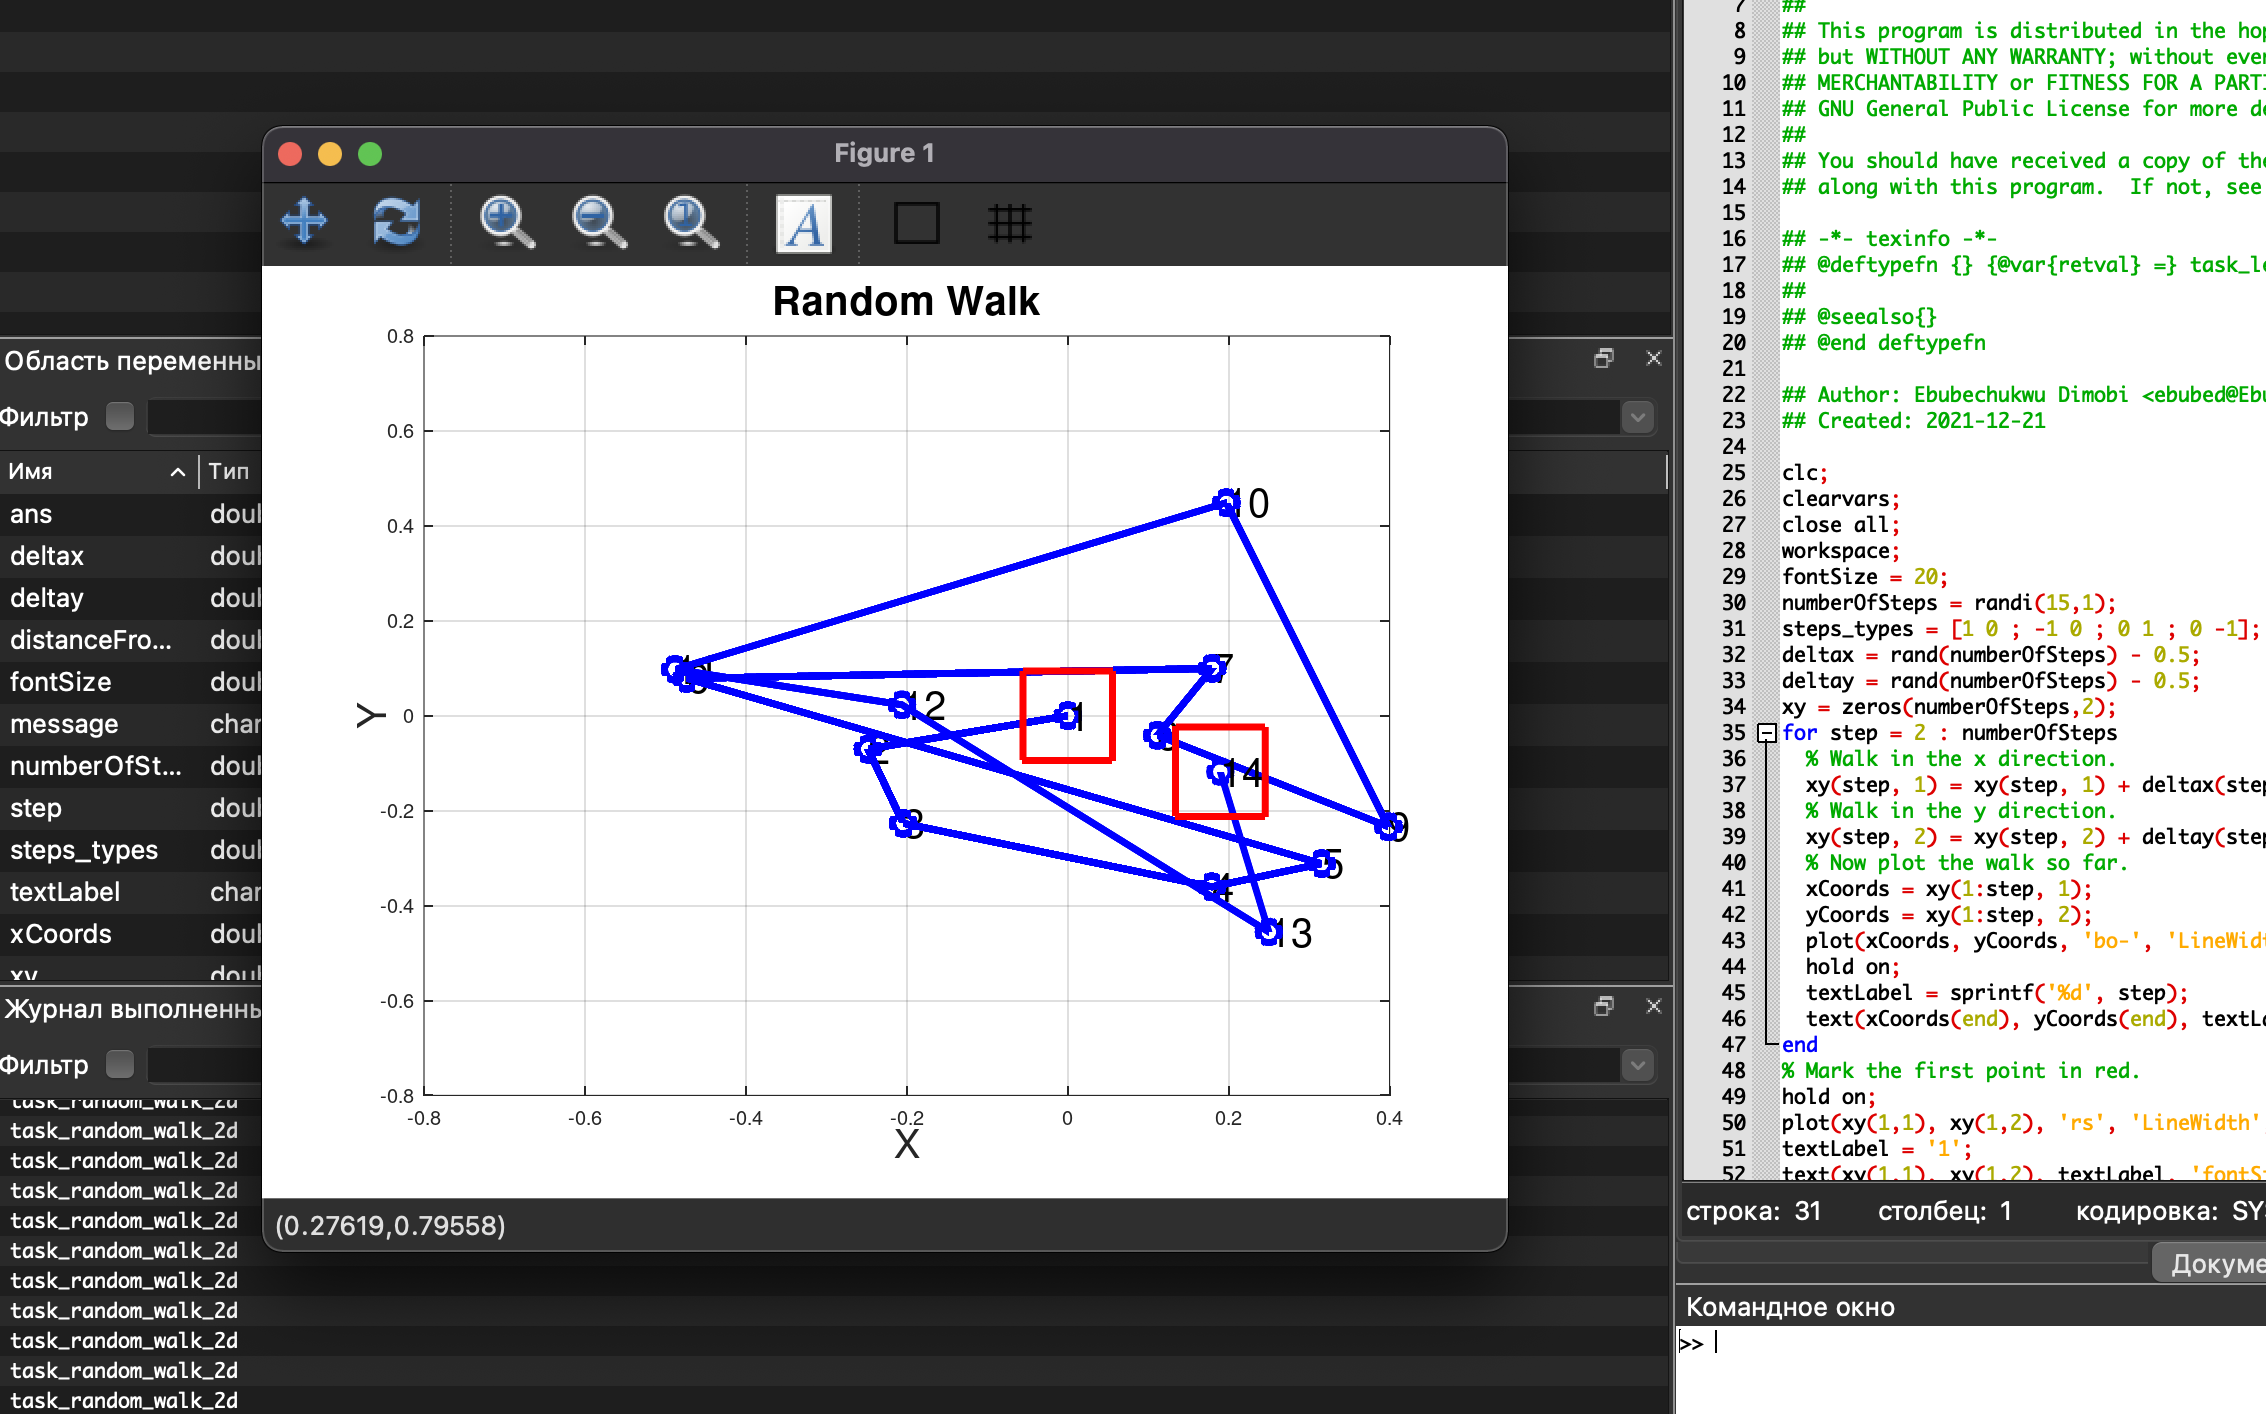 Figure 1
Random Walk
0.8
0.6
0.4
0.2
0
-0.2
-0.4
-0.6
-0.8
-0.8
-0.6
-0.4
-0.2
0
0.2
0.4
X
Y
10
7
12
1
2
14
3
9
5
4
13
(0.27619,0.79558)
Область переменны
Фильтр
Имя
Тип
ans
doul
deltax
doul
deltay
doul
distanceFro...
doul
fontSize
doul
message
char
numberOfSt...
doul
step
doul
steps_types
doul
textLabel
char
xCoords
doul
xy
doul
Журнал выполненнь
Фильтр
task_random_walk_2d
task_random_walk_2d
task_random_walk_2d
task_random_walk_2d
task_random_walk_2d
task_random_walk_2d
task_random_walk_2d
task_random_walk_2d
task_random_walk_2d
task_random_walk_2d
task_random_walk_2d
7 ##
8 ## This program is distributed in the hop
9 ## but WITHOUT ANY WARRANTY; without even
10 ## MERCHANTABILITY or FITNESS FOR A PARTI
11 ## GNU General Public License for more de
12 ##
13 ## You should have received a copy of the
14 ## along with this program.  If not, see
15
16 ## -*- texinfo -*-
17 ## @deftypefn {} {@var{retval} =} task_le
18 ##
19 ## @seealso{}
20 ## @end deftypefn
21
22 ## Author: Ebubechukwu Dimobi <ebubed@Ebu
23 ## Created: 2021-12-21
24
25 clc;
26 clearvars;
27 close all;
28 workspace;
29 fontSize = 20;
30 numberOfSteps = randi(15,1);
31 steps_types = [1 0 ; -1 0 ; 0 1 ; 0 -1];
32 deltax = rand(numberOfSteps) - 0.5;
33 deltay = rand(numberOfSteps) - 0.5;
34 xy = zeros(numberOfSteps,2);
35 for step = 2 : numberOfSteps
36 % Walk in the x direction.
37 xy(step, 1) = xy(step, 1) + deltax(step
38 % Walk in the y direction.
39 xy(step, 2) = xy(step, 2) + deltay(step
40 % Now plot the walk so far.
41 xCoords = xy(1:step, 1);
42 yCoords = xy(1:step, 2);
43 plot(xCoords, yCoords, 'bo-', 'LineWidt
44 hold on;
45 textLabel = sprintf('%d', step);
46 text(xCoords(end), yCoords(end), textLa
47 end
48 % Mark the first point in red.
49 hold on;
50 plot(xy(1,1), xy(1,2), 'rs', 'LineWidth',
51 textLabel = '1';
52 text(xy(1,1), xy(1,2), textLabel, 'fontSi
строка: 31 столбец: 1 кодировка: SY
Докуме
Командное окно
>>